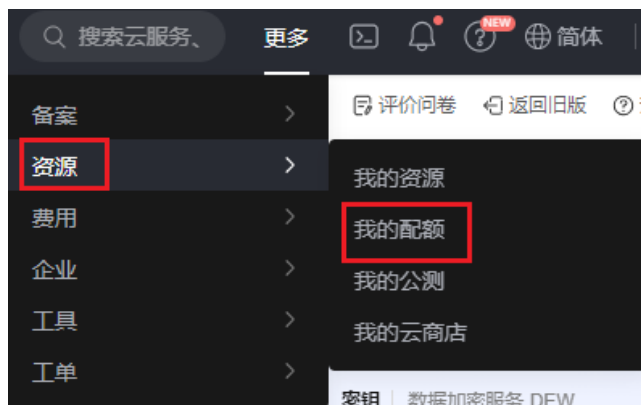 搜索云服务、 更多 NEW 简体
备案
资源
费用
企业
工具
工单
评价问卷 返回旧版
我的资源
我的配额
我的公测
我的云商店
密钥 数据加密服务 DEW